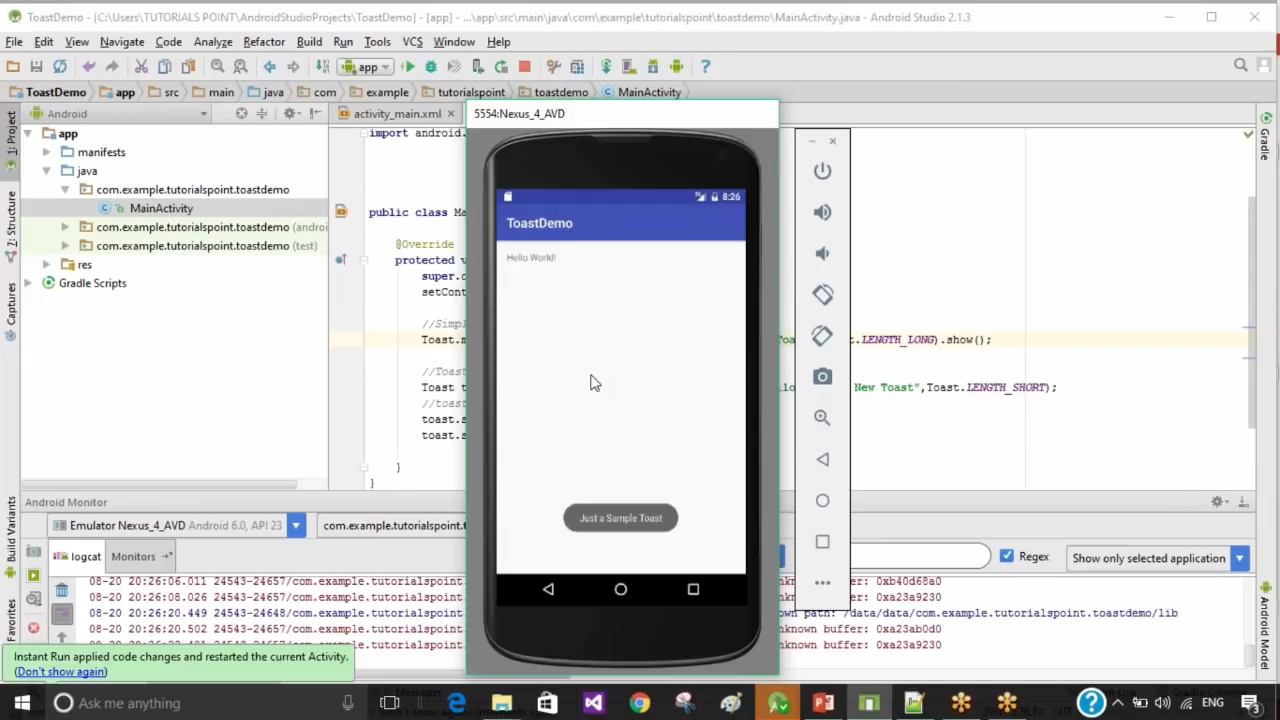 ToastDemo - [C:\Users\TUTORIALS POINT\AndroidStudioProjects\ToastDemo] - [app] - ...\app\src\main\java\com\example\tutorialspoint\toastdemo\MainActivity.java - Android Studio 2.1.3
File Edit View Navigate Code Analyze Refactor Build Run Tools VCS Window Help
app
ToastDemo app src main java com example tutorialspoint toastdemo MainActivity
1: Project
Z: Structure
Captures
Build Variants
Favorites
Android
app
manifests
java
com.example.tutorialspoint.toastdemo
MainActivity
com.example.tutorialspoint.toastdemo (androi
com.example.tutorialspoint.toastdemo (test)
res
Gradle Scripts
activity_main.xml
import android.
public class Ma
@Override
protected v
super.o
setCont
//Simpl
Toast.m
t.LENGTH_LONG).show();
//Toast
Toast t
New Toast",Toast.LENGTH_SHORT);
//toast
toast.s
toast.s
}
}
5554:Nexus_4_AVD
8:26
ToastDemo
Hello World!
Just a Sample Toast
Gradle
Android Model
Android Monitor
Emulator Nexus_4_AVD Android 6.0, API 23
com.example.tutorialspoint.t
Regex
Show only selected application
logcat Monitors
08-20 20:26:06.011 24543-24657/com.example.tutorialspoint. nknown buffer: 0xb40d68a0
08-20 20:26:08.026 24543-24657/com.example.tutorialspoint. nknown buffer: 0xa23a9230
08-20 20:26:20.449 24543-24648/com.example.tutorialspoint. own path: /data/data/com.example.tutorialspoint.toastdemo/lib
08-20 20:26:20.502 24543-24657/com.example.tutorialspoint. nknown buffer: 0xa23ab0d0
nknown buffer: 0xa23a9230
Instant Run applied code changes and restarted the current Activity.
(Don't show again)
Ask me anything
ENG
3